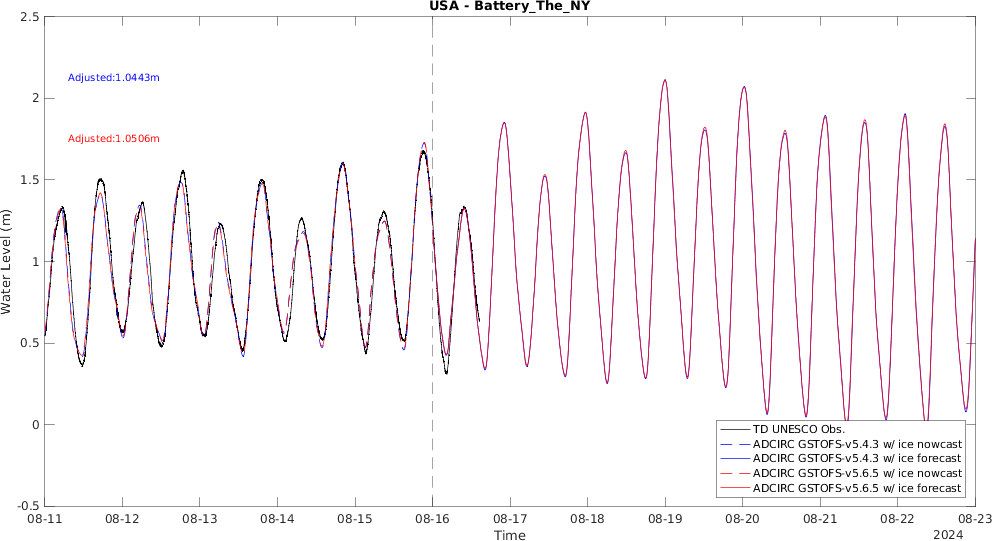 USA - Battery_The_NY
2.5
2
1.5
1
0.5
0
-0.5
Water Level (m)
Adjusted:1.0443m
Adjusted:1.0506m
TD UNESCO Obs.
ADCIRC GSTOFS-v5.4.3 w/ ice nowcast
ADCIRC GSTOFS-v5.4.3 w/ ice forecast
ADCIRC GSTOFS-v5.6.5 w/ ice nowcast
ADCIRC GSTOFS-v5.6.5 w/ ice forecast
08-11 08-12 08-13 08-14 08-15 08-16 08-17 08-18 08-19 08-20 08-21 08-22 08-23
Time
2024